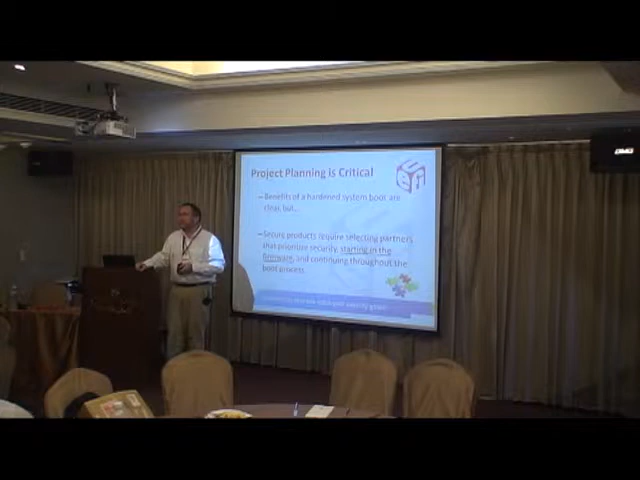 Project Planning is Critical
– Benefits of a hardened system boot are
clear, but...
– Secure products require selecting partners
that prioritize security, starting in the
firmware, and continuing throughout the
boot process.